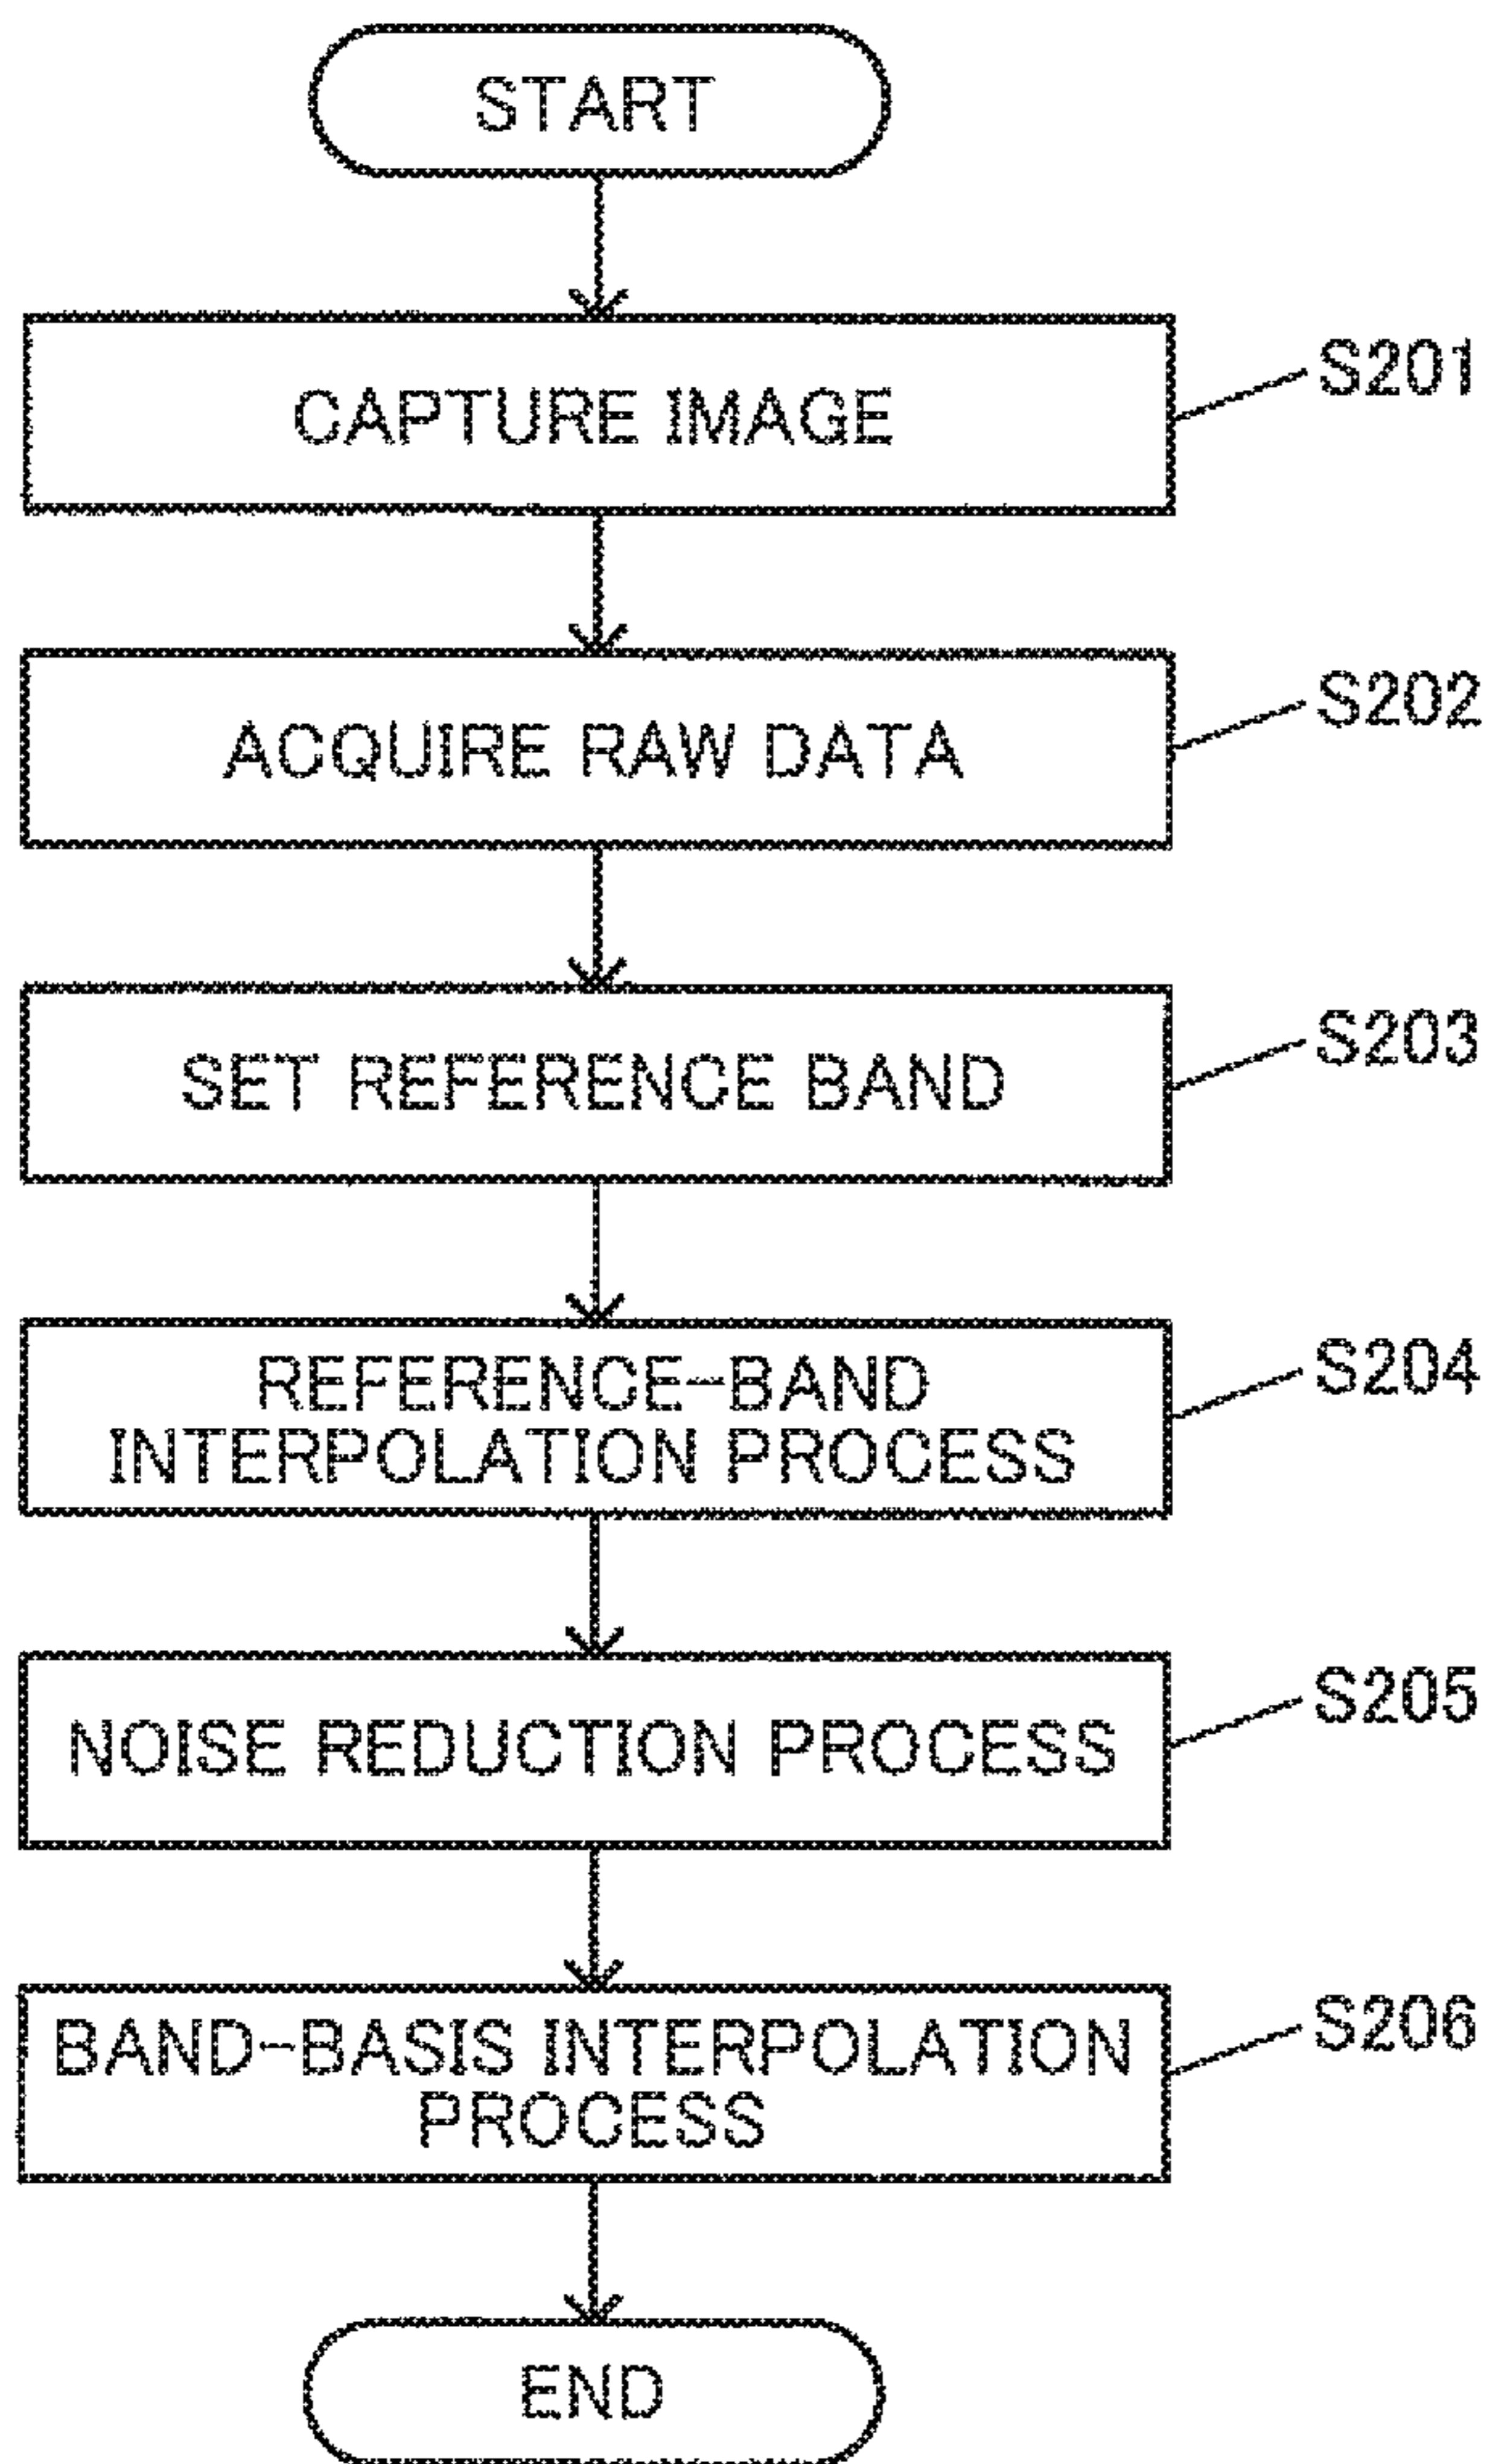 START
CAPTURE IMAGE
S201
ACQUIRE RAW DATA
S202
SET REFERENCE BAND
S203
REFERENCE-BAND
INTERPOLATION PROCESS
S204
NOISE REDUCTION PROCESS
S205
BAND-BASIS INTERPOLATION
PROCESS
S206
END